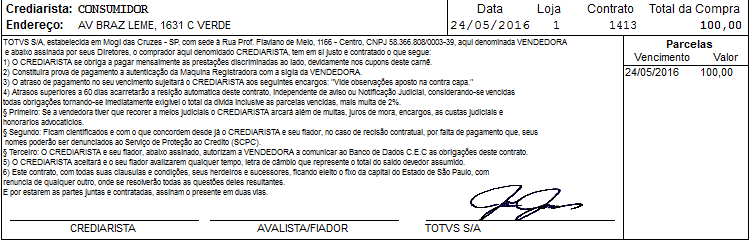 Crediarista: CONSUMIDOR
Data Loja Contrato Total da Compra
Endereço: AV BRAZ LEME, 1631 C VERDE
24/05/2016 1 1413 100,00
TOTVS S/A, estabelecida em Mogi das Cruzes - SP, com sede à Rua Prof. Flaviano de Melo, 1166 - Centro, CNPJ 58.366.808/0003-39, aqui denominada VENDEDORA
e abaixo assinada por seus Diretores, o comprador aqui denominado CREDIARISTA, tem em si justo e contratado o que segue:
1) O CREDIARISTA se obriga a pagar mensalmente as prestações discriminadas ao lado, devidamente nos cupons deste carnê.
2) Constituíra prova de pagamento a autenticação da Maquina Registradora com a sigla da VENDEDORA.
3) O atraso de pagamento no seu vencimento sujeitará o CREDIARISTA aos seguintes encargos: "Vide observações aposto na contra capa."
4) Atrasos superiores a 60 dias acarretarão a resição automatica deste contrato, independente de aviso ou Notificação Judicial, considerando-se vencidas
todas obrigações tornando-se imediatamente exigivel o total da divida inclusive as parcelas vencidas, mais multa de 2%.
§ Primeiro: Se a vendedora tiver que recorrer a meios judiciais o CREDIARISTA arcará além de multas, juros de mora, encargos, as custas judiciais e
honorarios advocaticios.
§ Segundo: Ficam cientificados e com o que concordem desde já o CREDIARISTA e seu fiador, no caso de recisão contratual, por falta de pagamento que, seus
nomes poderão ser denunciados ao Serviço de Proteção ao Credito (SCPC).
§ Terceiro: O CREDIARISTA e seu fiador, abaixo assinado, autorizam a VENDEDORA a comunicar ao Banco de Dados C.E.C as obrigações deste contrato.
5) O CREDIARISTA aceitará e o seu fiador avalizarem qualquer tempo, letra de câmbio que represente o total do saldo devedor assumido.
6) Este contrato, com todas suas clausulas e condições, seus herdeiros e sucessores, ficando eleito o fixo da capital do Estado de São Paulo, com
renuncia de qualquer outro, onde se resolverão todas as questões deles resultantes.
E por estarem as partes juntas e contratadas, assinam o presente em duas vias.
CREDIARISTA AVALISTA/FIADOR TOTVS S/A
Parcelas
Vencimento Valor
24/05/2016 100,00